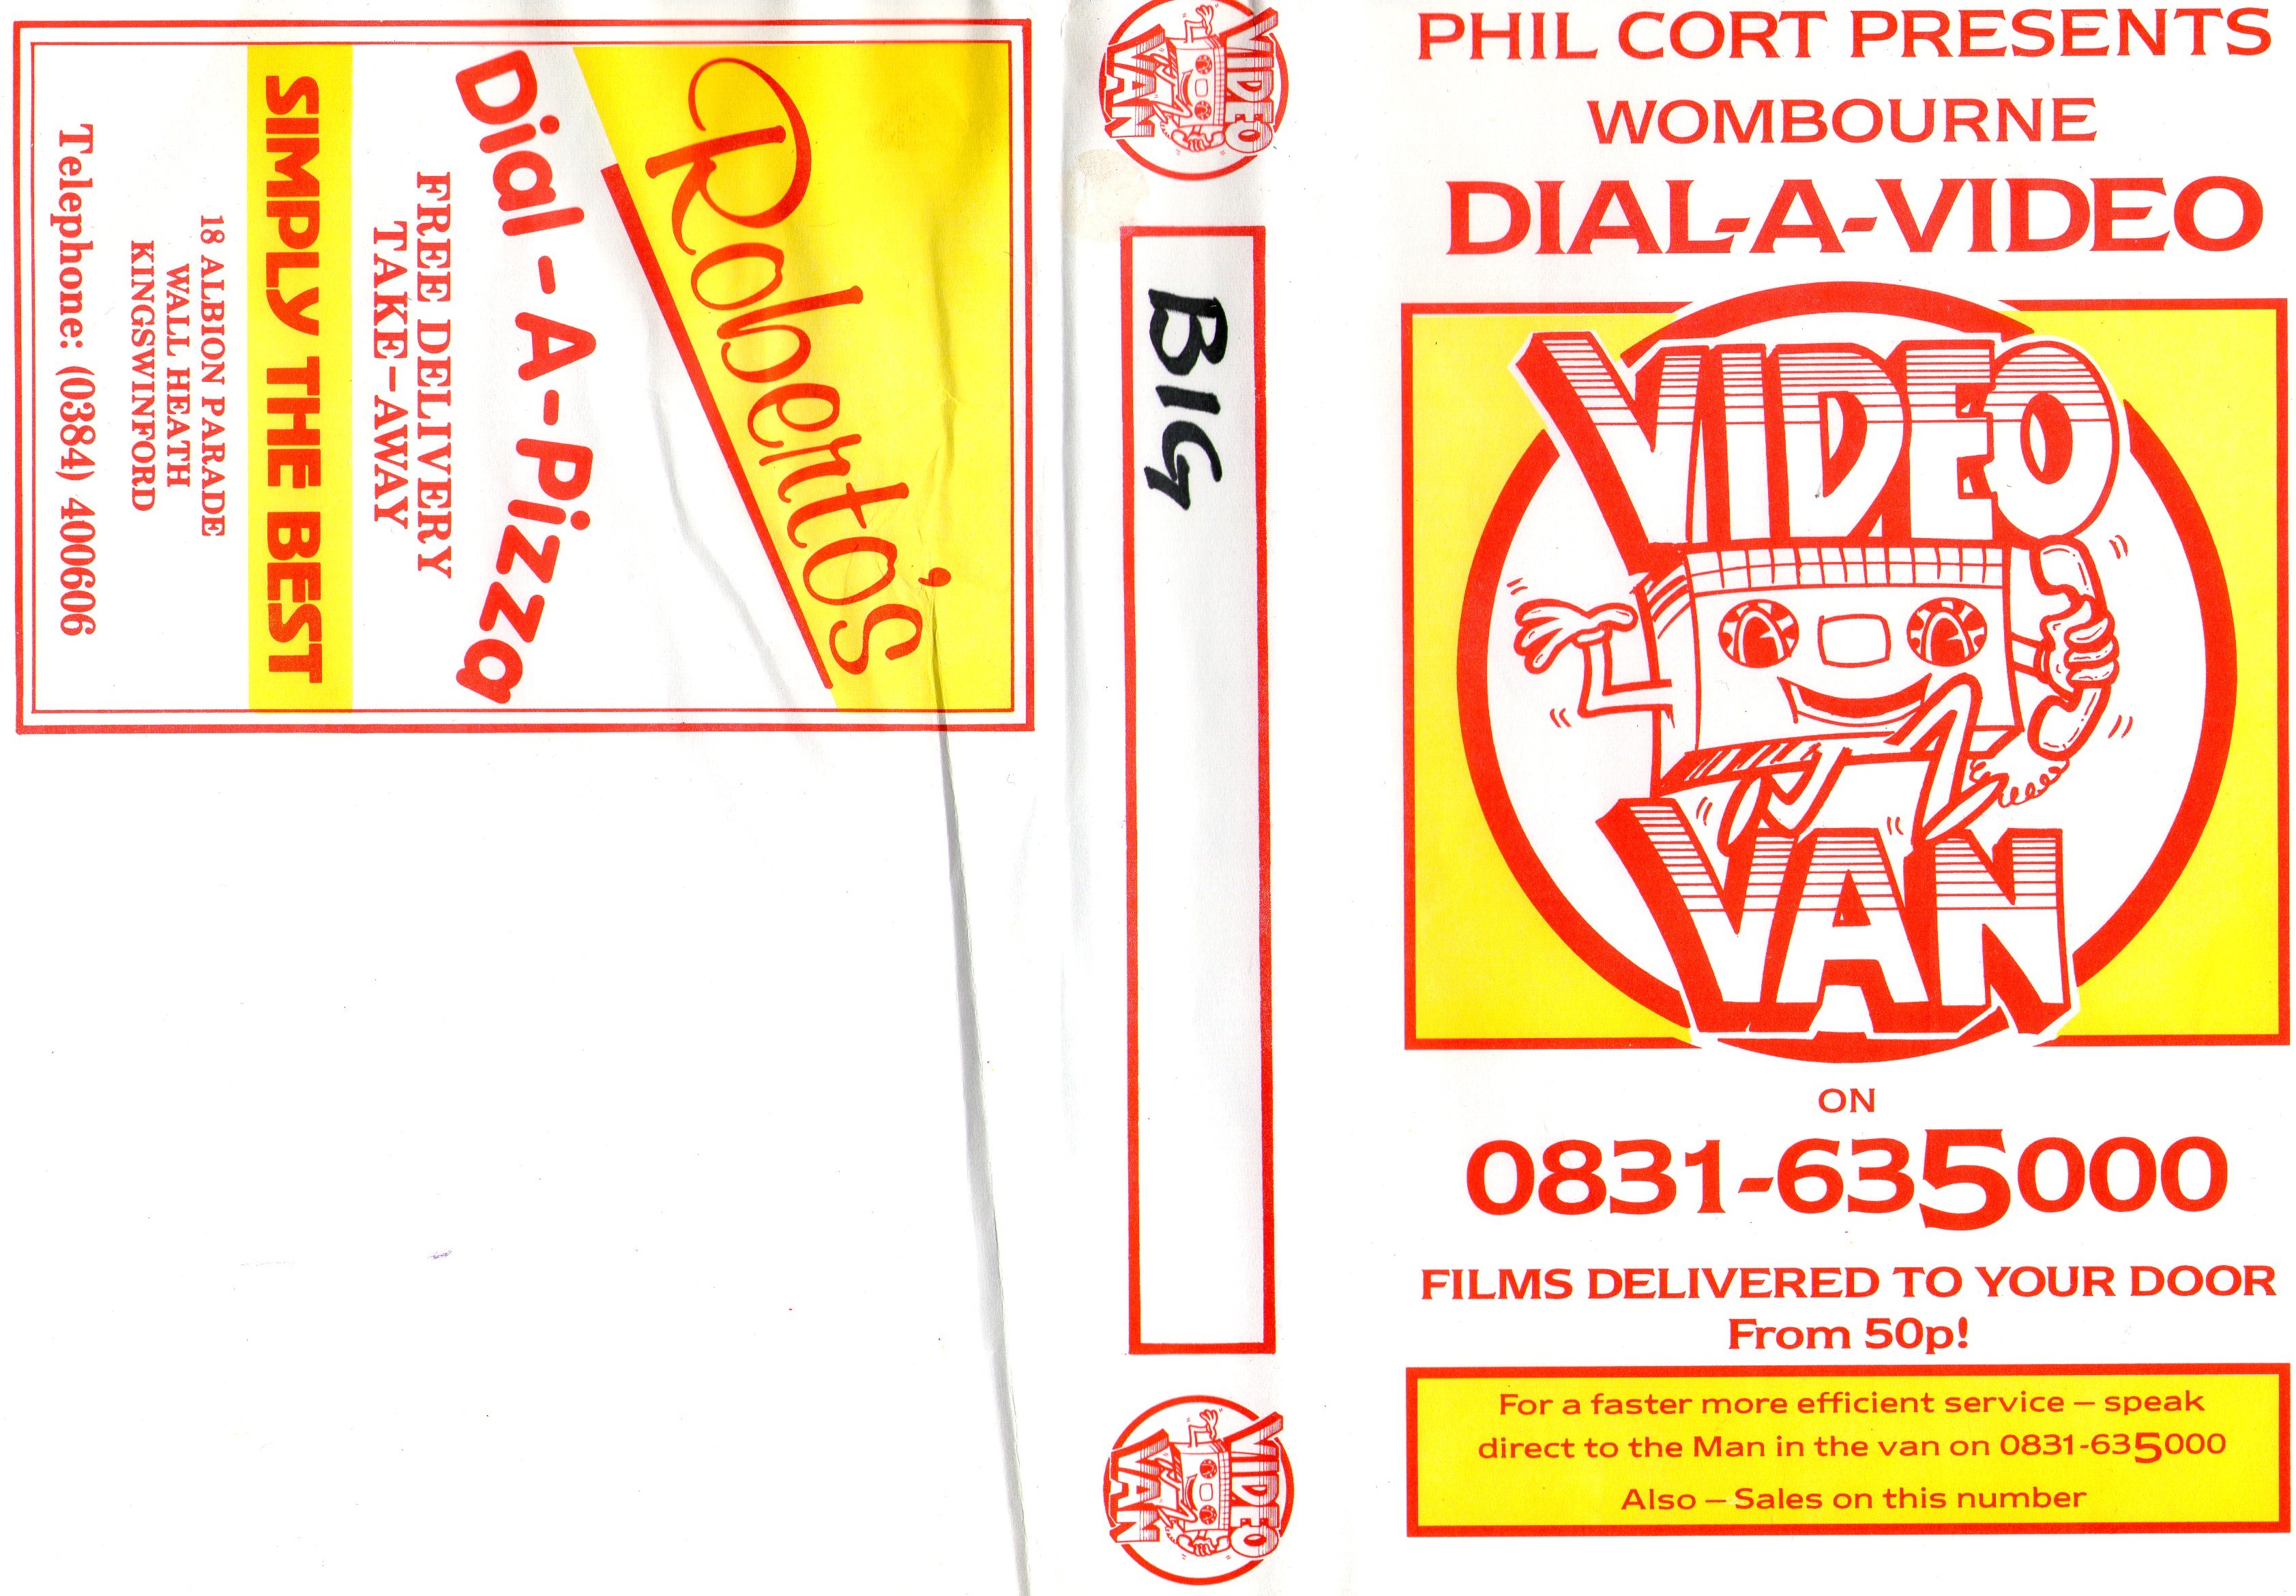 PHIL CORT PRESENTS
WOMBOURNE
DIAL-A-VIDEO
VIDEO
VAN
ON
0831-635000
FILMS DELIVERED TO YOUR DOOR
From 50p!
For a faster more efficient service – speak
direct to the Man in the van on 0831-635000
Also – Sales on this number
VIDEO
VAN
BIG
VIDEO
VAN
Roberto's
Dial-A-Pizza
FREE DELIVERY
TAKE-AWAY
SIMPLY THE BEST
18 ALBION PARADE
WALL HEATH
KINGSWINFORD
Telephone: (0384) 400606